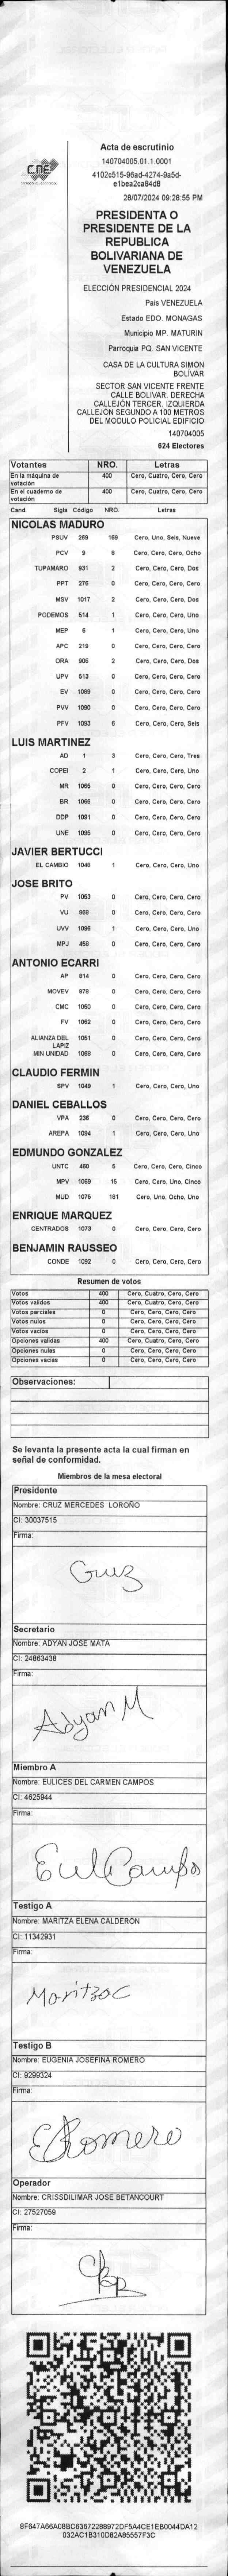 CNE
Acta de escrutinio
140704005.01.1.0001
4102c515-96ad-4274-9a5d-
e1bea2ca84d8
28/07/2024 09:28:55 PM
PRESIDENTA O
PRESIDENTE DE LA
REPUBLICA
BOLIVARIANA DE
VENEZUELA
ELECCIÓN PRESIDENCIAL 2024
Pais VENEZUELA
Estado EDO. MONAGAS
Municipio MP. MATURIN
Parroquia PQ. SAN VICENTE
CASA DE LA CULTURA SIMON
BOLIVAR
SECTOR SAN VICENTE FRENTE
CALLE BOLIVAR. DERECHA
CALLEJÓN TERCER. IZQUIERDA
CALLEJÓN SEGUNDO A 100 METROS
DEL MODULO POLICIAL EDIFICIO
140704005
624 Electores
Votantes NRO. Letras
En la máquina de votación 400 Cero, Cuatro, Cero, Cero
En el cuaderno de votación 400 Cero, Cuatro, Cero, Cero
Cand. Sigla Código NRO. Letras
NICOLAS MADURO
PSUV 269 169 Cero, Uno, Seis, Nueve
PCV 9 8 Cero, Cero, Cero, Ocho
TUPAMARO 931 2 Cero, Cero, Cero, Dos
PPT 276 0 Cero, Cero, Cero, Cero
MSV 1017 2 Cero, Cero, Cero, Dos
PODEMOS 514 1 Cero, Cero, Cero, Uno
MEP 6 1 Cero, Cero, Cero, Uno
APC 219 0 Cero, Cero, Cero, Cero
ORA 906 2 Cero, Cero, Cero, Dos
UPV 513 0 Cero, Cero, Cero, Cero
EV 1089 0 Cero, Cero, Cero, Cero
PVV 1090 0 Cero, Cero, Cero, Cero
PFV 1093 6 Cero, Cero, Cero, Seis
LUIS MARTINEZ
AD 1 3 Cero, Cero, Cero, Tres
COPEI 2 1 Cero, Cero, Cero, Uno
MR 1065 0 Cero, Cero, Cero, Cero
BR 1066 0 Cero, Cero, Cero, Cero
DDP 1091 0 Cero, Cero, Cero, Cero
UNE 1095 0 Cero, Cero, Cero, Cero
JAVIER BERTUCCI
EL CAMBIO 1048 1 Cero, Cero, Cero, Uno
JOSE BRITO
PV 1053 0 Cero, Cero, Cero, Cero
VU 868 0 Cero, Cero, Cero, Cero
UVV 1096 1 Cero, Cero, Cero, Uno
MPJ 458 0 Cero, Cero, Cero, Cero
ANTONIO ECARRI
AP 814 0 Cero, Cero, Cero, Cero
MOVEV 878 0 Cero, Cero, Cero, Cero
CMC 1050 0 Cero, Cero, Cero, Cero
FV 1062 0 Cero, Cero, Cero, Cero
ALIANZA DEL LAPIZ 1051 0 Cero, Cero, Cero, Cero
MIN UNIDAD 1068 0 Cero, Cero, Cero, Cero
CLAUDIO FERMIN
SPV 1049 1 Cero, Cero, Cero, Uno
DANIEL CEBALLOS
VPA 236 0 Cero, Cero, Cero, Cero
AREPA 1094 1 Cero, Cero, Cero, Uno
EDMUNDO GONZALEZ
UNTC 460 5 Cero, Cero, Cero, Cinco
MPV 1069 15 Cero, Cero, Uno, Cinco
MUD 1075 181 Cero, Uno, Ocho, Uno
ENRIQUE MARQUEZ
CENTRADOS 1073 0 Cero, Cero, Cero, Cero
BENJAMIN RAUSSEO
CONDE 1092 0 Cero, Cero, Cero, Cero
Resumen de votos
Votos 400 Cero, Cuatro, Cero, Cero
Votos validos 400 Cero, Cuatro, Cero, Cero
Votos parciales 0 Cero, Cero, Cero, Cero
Votos nulos 0 Cero, Cero, Cero, Cero
Votos vacios 0 Cero, Cero, Cero, Cero
Opciones validas 400 Cero, Cuatro, Cero, Cero
Opciones nulas 0 Cero, Cero, Cero, Cero
Opciones vacias 0 Cero, Cero, Cero, Cero
Observaciones:
Se levanta la presente acta la cual firman en
señal de conformidad.
Miembros de la mesa electoral
Presidente
Nombre: CRUZ MERCEDES LOROÑO
CI: 30037515
Firma:
Cruz
Secretario
Nombre: ADYAN JOSE MATA
CI: 24863438
Firma:
Adyan M
Miembro A
Nombre: EULICES DEL CARMEN CAMPOS
CI: 4625944
Firma:
Eul Campos
Testigo A
Nombre: MARITZA ELENA CALDERON
CI: 11342931
Firma:
Maritza C
Testigo B
Nombre: EUGENIA JOSEFINA ROMERO
CI: 9299324
Firma:
ERomero
Operador
Nombre: CRISSDILIMAR JOSE BETANCOURT
CI: 27527059
Firma:
8F647A66A08BC63672288972DF5A4CE1EB0044DA12
032AC1B310D82A85557F3C